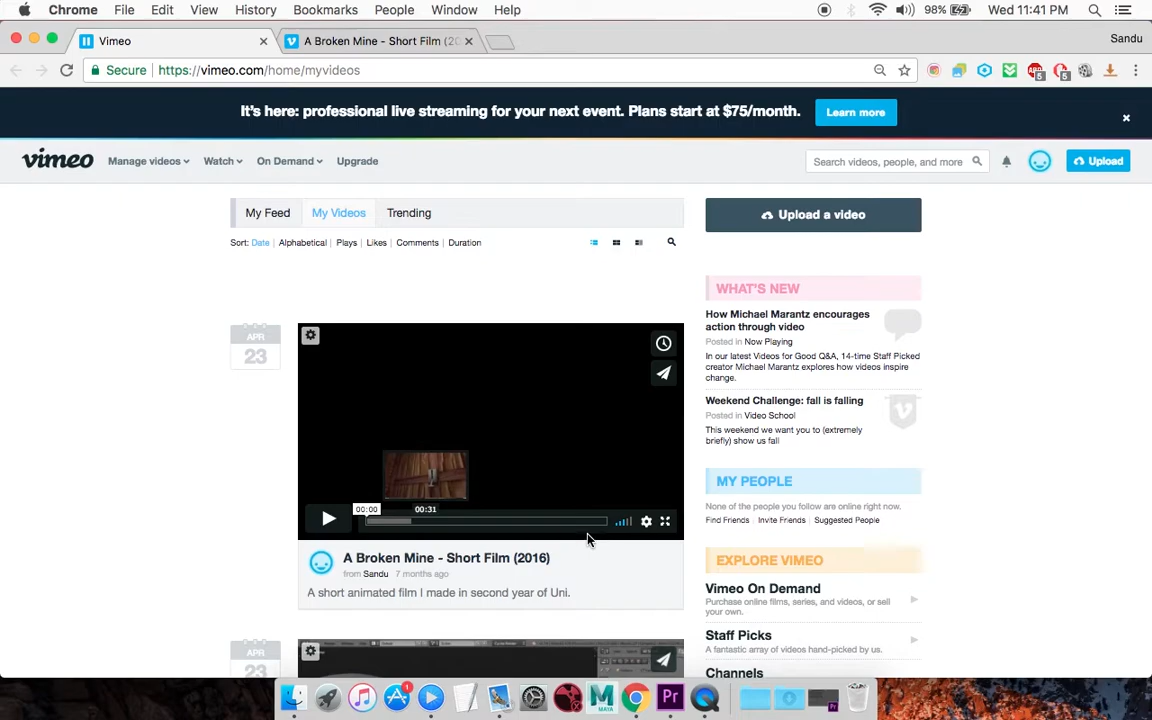 Chrome File Edit View History Bookmarks People Window Help 98% Wed 11:41 PM
Vimeo A Broken Mine - Short Film (20 Sandu
Secure https://vimeo.com/home/myvideos
It's here: professional live streaming for your next event. Plans start at $75/month. Learn more
vimeo Manage videos Watch On Demand Upgrade Search videos, people, and more Upload
My Feed My Videos Trending
Upload a video
Sort: Date | Alphabetical | Plays | Likes | Comments | Duration
WHAT'S NEW
How Michael Marantz encourages
action through video
Posted in Now Playing
In our latest Videos for Good Q&A, 14-time Staff Picked
creator Michael Marantz explores how videos inspire
change.
Weekend Challenge: fall is falling
Posted in Video School
This weekend we want you to (extremely
briefly) show us fall
MY PEOPLE
None of the people you follow are online right now.
Find Friends Invite Friends Suggested People
EXPLORE VIMEO
Vimeo On Demand
Purchase online films, series, and videos, or sell
your own.
Staff Picks
A fantastic array of videos hand-picked by us.
Channels
APR
23
00:00 00:31
A Broken Mine - Short Film (2016)
from Sandu 7 months ago
A short animated film I made in second year of Uni.
APR
23
1
MAYA
Pr